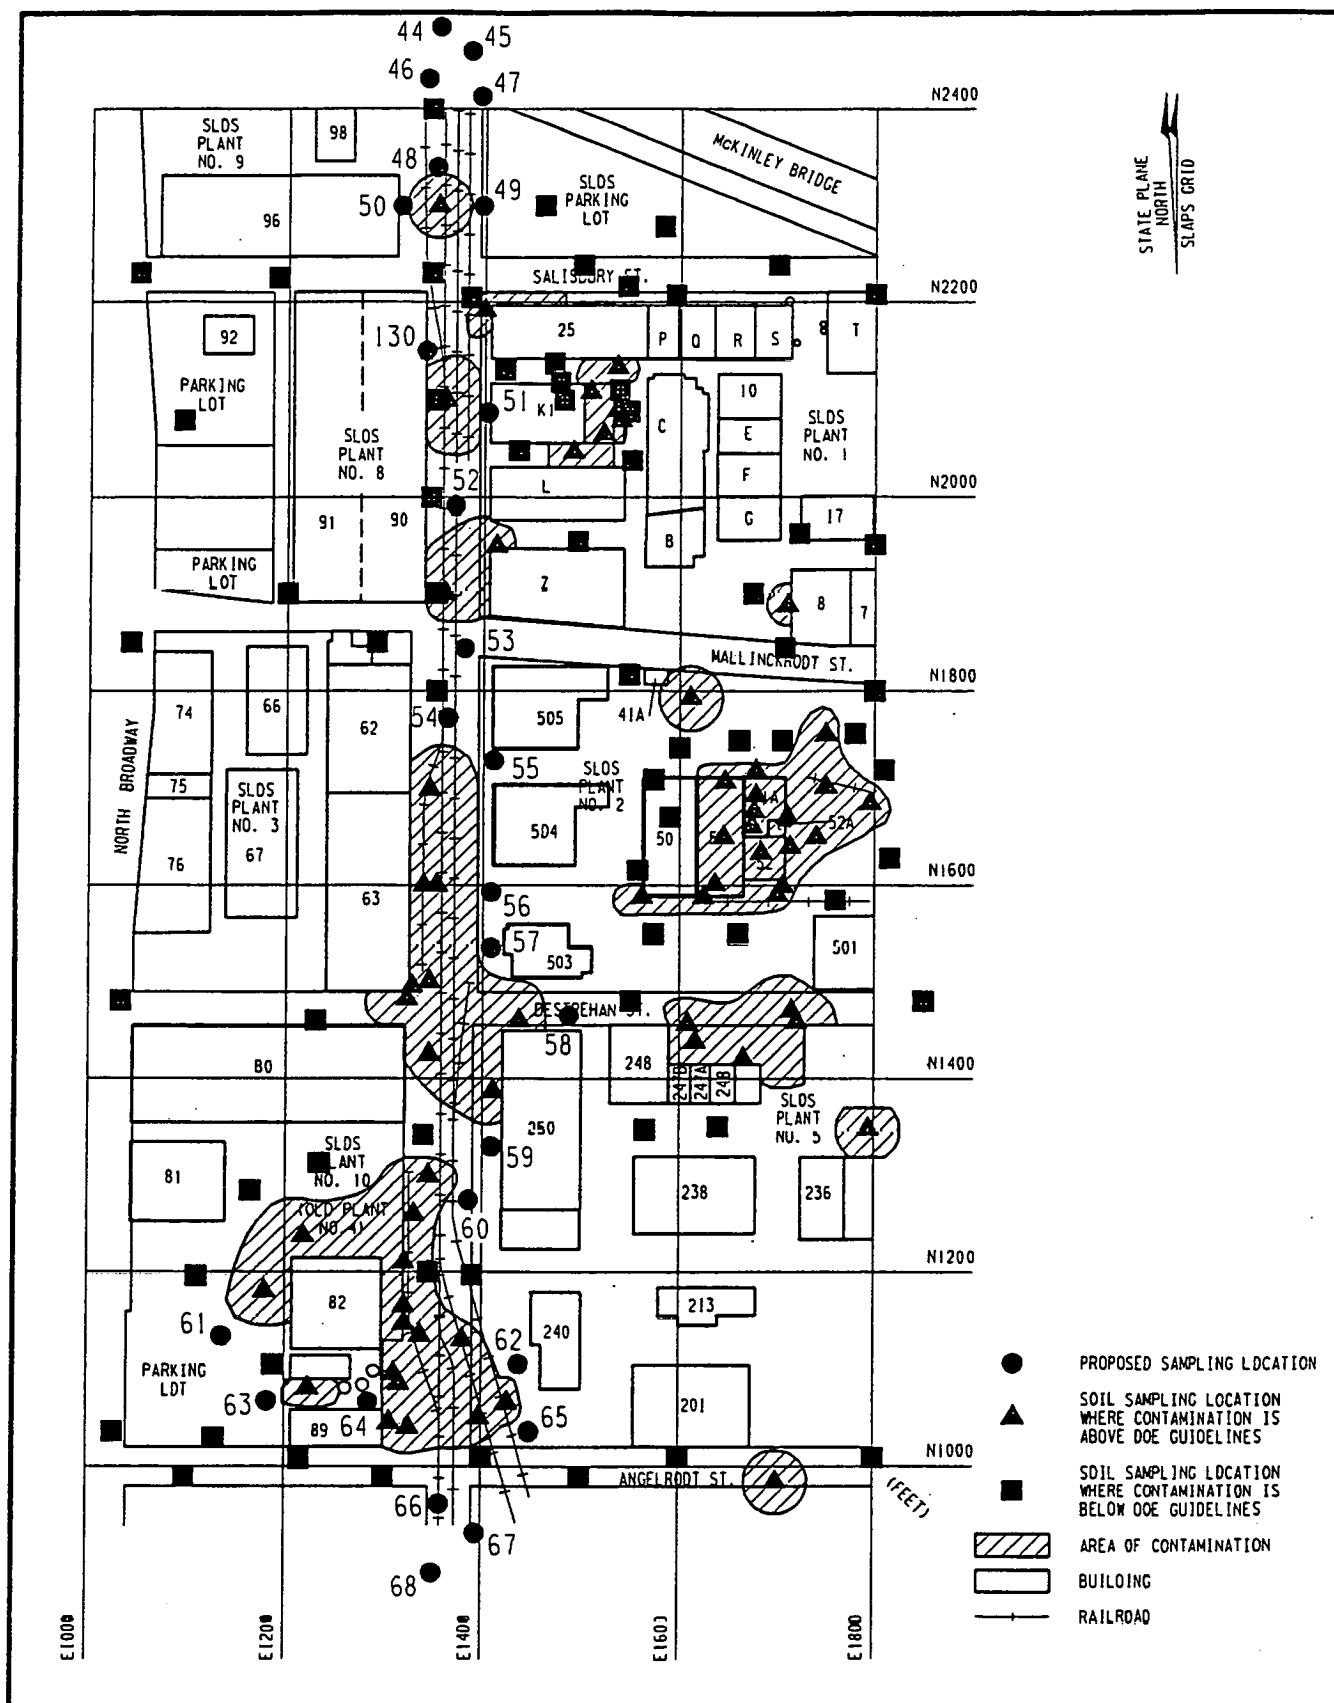 44
45
46
47
N2400
SLDS
PLANT
NO. 9
98
McKINLEY BRIDGE
STATE PLANE
NORTH
SLAPS GRID
48
SLDS
PARKING
LOT
50
49
96
SALISBURY ST.
N2200
130
92
25
P
Q
R
S
8
T
PARKING
LOT
51
K1
C
10
E
F
G
SLDS
PLANT
NO. 1
SLDS
PLANT
NO. 8
52
L
N2000
91
90
B
17
PARKING
LOT
Z
8
7
53
MALLINCKRODT ST.
N1800
74
66
62
54
505
41A
NORTH BROADWAY
75
SLDS
PLANT
NO. 3
55
SLDS
PLANT
NO. 2
50
52A
76
67
504
52
N1600
63
56
57
503
501
DESTREHAN ST.
58
80
248
247B
247A
24B
N1400
SLDS
PLANT
NO. 5
250
SLDS
PLANT
NO. 10
(OLD PLANT
NO. 4)
59
81
238
236
60
N1200
82
213
61
240
62
PARKING
LOT
63
64
89
65
201
N1000
ANGELRODT ST.
(FEET)
66
67
68
E1000
E1200
E1400
E1600
E1800
PROPOSED SAMPLING LOCATION
SOIL SAMPLING LOCATION
WHERE CONTAMINATION IS
ABOVE DOE GUIDELINES
SOIL SAMPLING LOCATION
WHERE CONTAMINATION IS
BELOW DOE GUIDELINES
AREA OF CONTAMINATION
BUILDING
RAILROAD